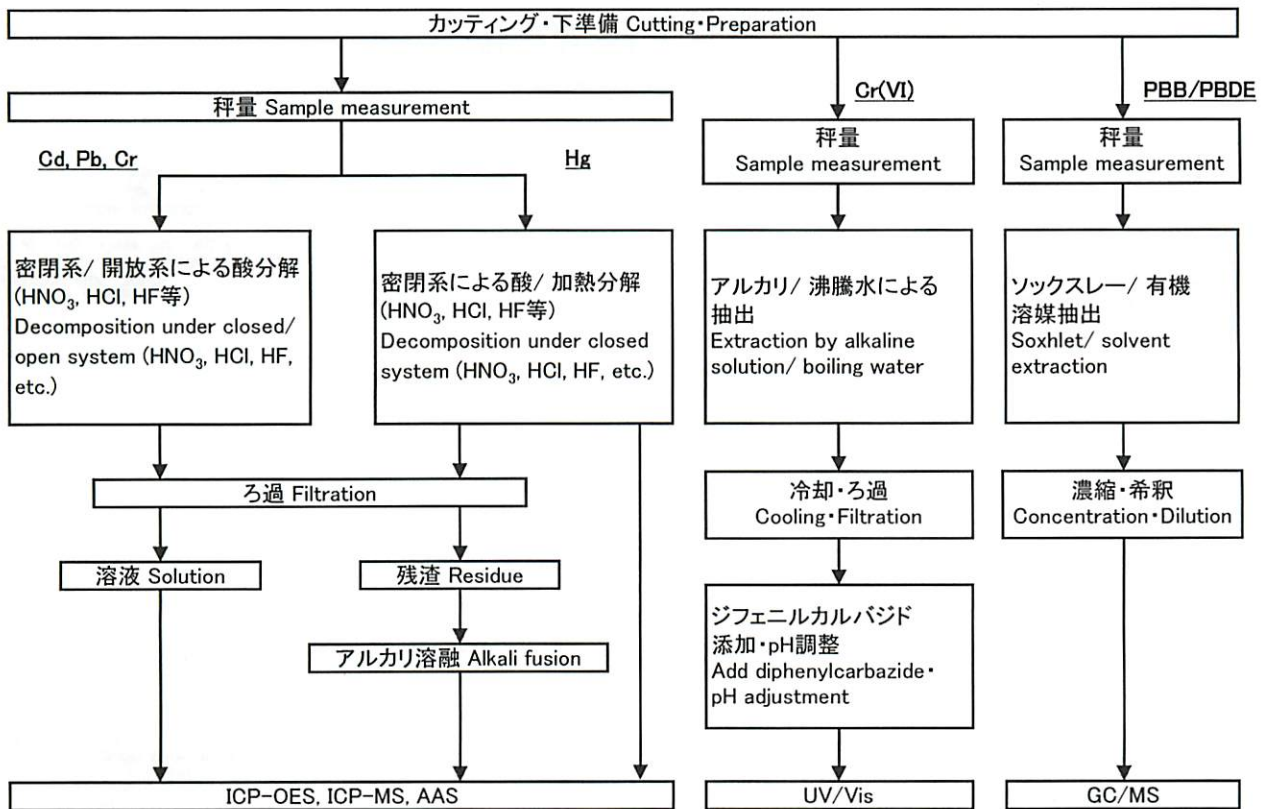 カッティング・下準備 Cutting・Preparation
秤量 Sample measurement
Cd, Pb, Cr
Hg
Cr(VI)
PBB/PBDE
秤量
Sample measurement
秤量
Sample measurement
密閉系/ 開放系による酸分解
(HNO₃, HCl, HF等)
Decomposition under closed/
open system (HNO₃, HCl, HF,
etc.)
密閉系による酸/ 加熱分解
(HNO₃, HCl, HF等)
Decomposition under closed
system (HNO₃, HCl, HF, etc.)
アルカリ/ 沸騰水による
抽出
Extraction by alkaline
solution/ boiling water
ソックスレー/ 有機
溶媒抽出
Soxhlet/ solvent
extraction
ろ過 Filtration
冷却・ろ過
Cooling・Filtration
濃縮・希釈
Concentration・Dilution
溶液 Solution
残渣 Residue
アルカリ溶融 Alkali fusion
ジフェニルカルバジド
添加・pH調整
Add diphenylcarbazide・
pH adjustment
ICP-OES, ICP-MS, AAS
UV/Vis
GC/MS